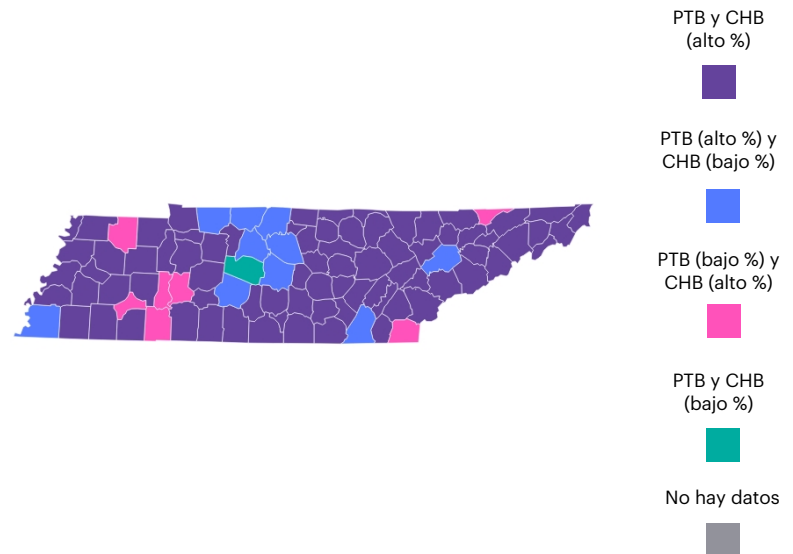 PTB y CHB
(alto %)
PTB (alto %) y
CHB (bajo %)
PTB (bajo %) y
CHB (alto %)
PTB y CHB
(bajo %)
No hay datos